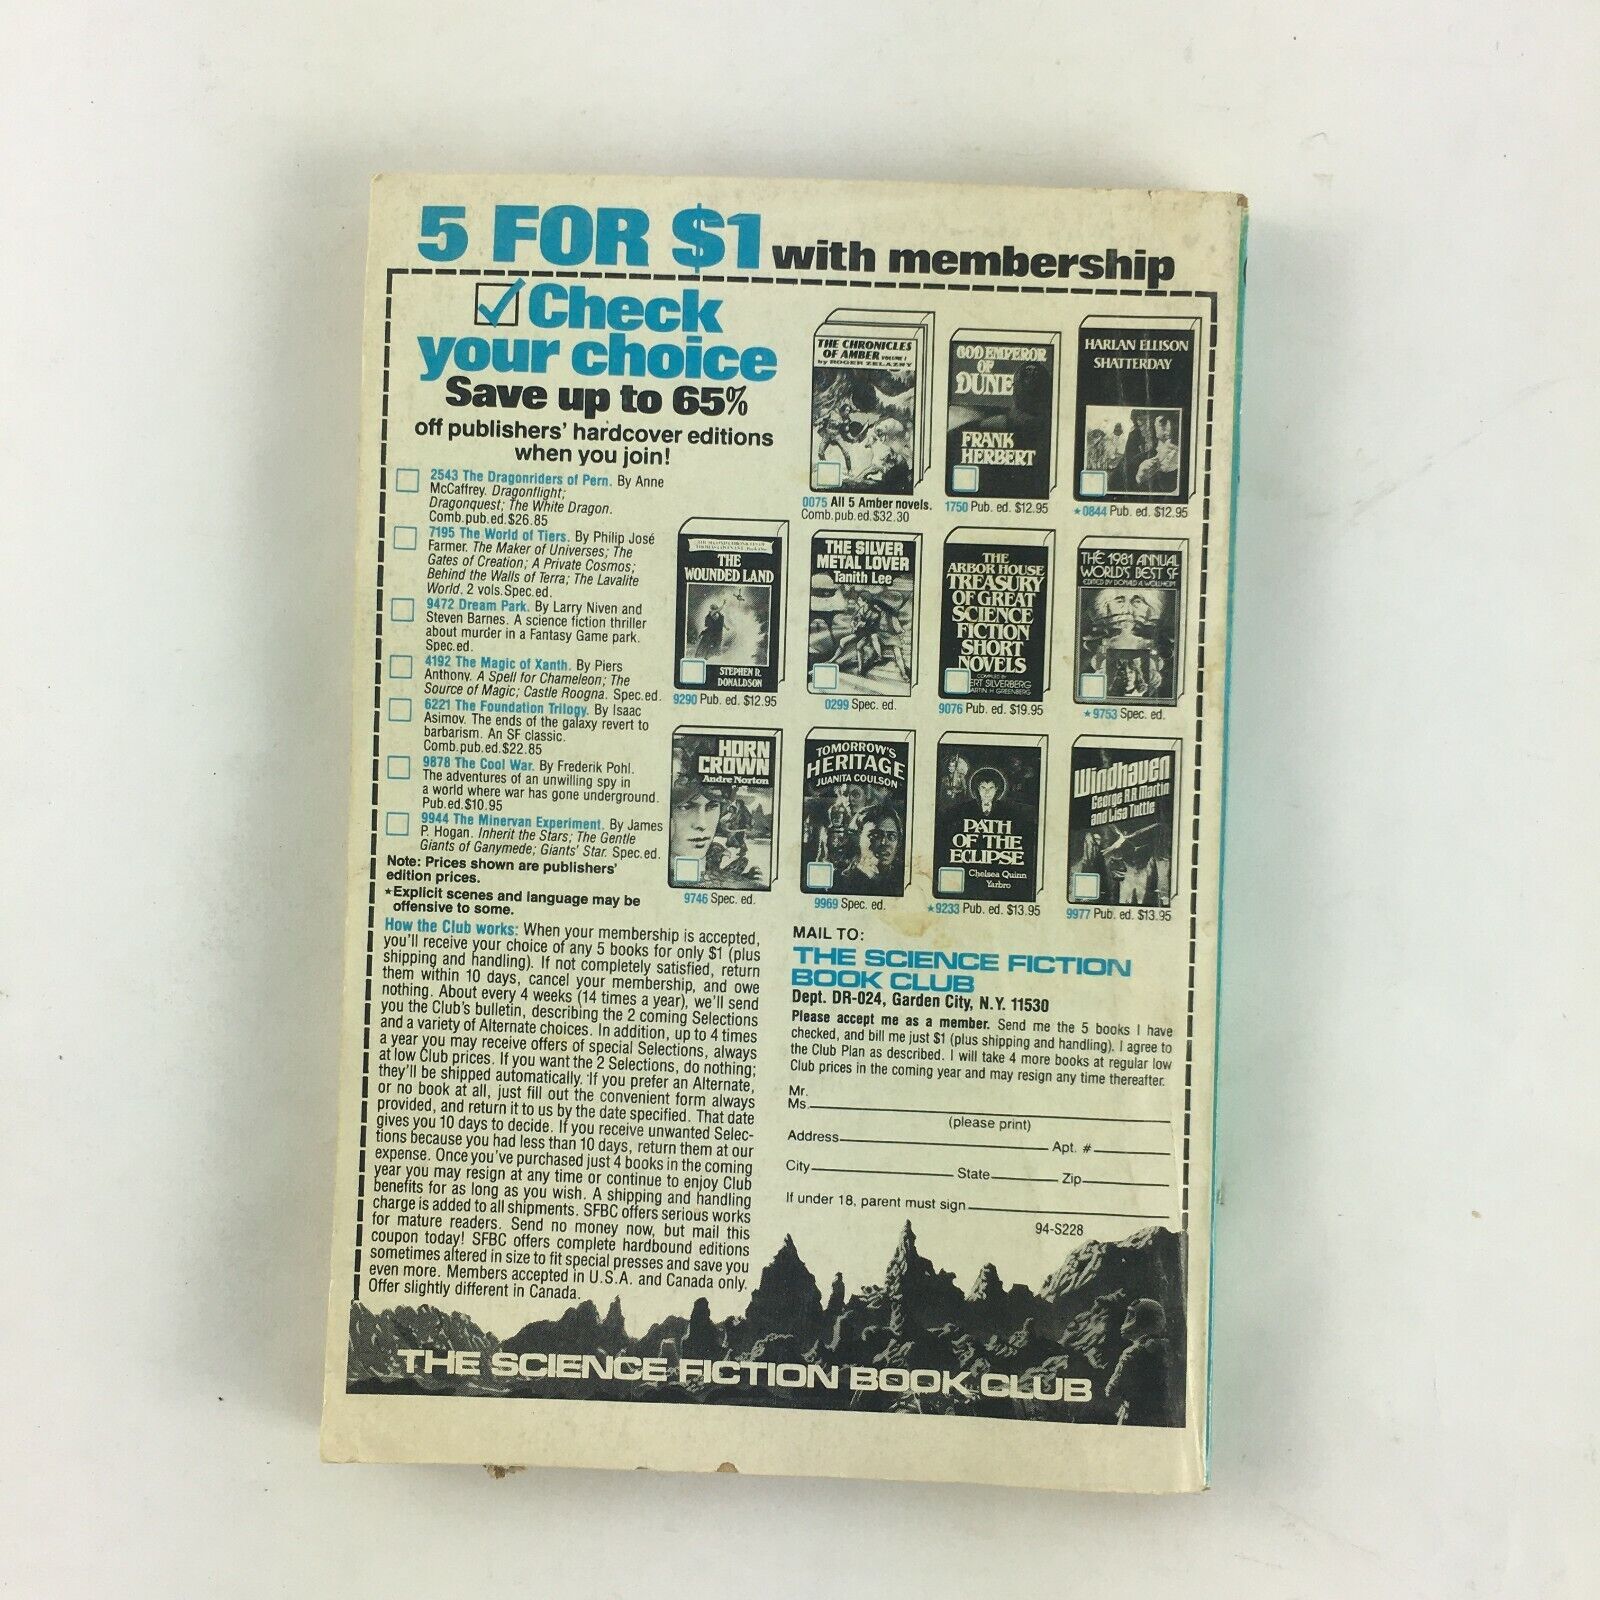 5 FOR $1 with membership
Check
your choice
Save up to 65%
off publishers' hardcover editions
when you join!
2543 The Dragonriders of Pern. By Anne
McCaffrey. Dragonflight;
Dragonquest; The White Dragon.
Comb.pub.ed.$26.85
7195 The World of Tiers. By Philip José
Farmer. The Maker of Universes; The
Gates of Creation; A Private Cosmos;
Behind the Walls of Terra; The Lavalite
World. 2 vols.Spec.ed.
9472 Dream Park. By Larry Niven and
Steven Barnes. A science fiction thriller
about murder in a Fantasy Game park.
Spec.ed.
4192 The Magic of Xanth. By Piers
Anthony. A Spell for Chameleon; The
Source of Magic; Castle Roogna. Spec.ed.
6221 The Foundation Trilogy. By Isaac
Asimov. The ends of the galaxy revert to
barbarism. An SF classic.
Comb.pub.ed.$22.85
9878 The Cool War. By Frederik Pohl.
The adventures of an unwilling spy in
a world where war has gone underground.
Pub.ed.$10.95
9944 The Minervan Experiment. By James
P. Hogan. Inherit the Stars; The Gentle
Giants of Ganymede; Giants' Star. Spec.ed.
Note: Prices shown are publishers'
edition prices.
★Explicit scenes and language may be
offensive to some.
THE CHRONICLES
OF AMBER VOLUME I
by ROGER ZELAZNY
0075 All 5 Amber novels.
Comb.pub.ed.$32.30
GOD EMPEROR
OF
DUNE
FRANK
HERBERT
1750 Pub. ed. $12.95
HARLAN ELLISON
SHATTERDAY
★0844 Pub. ed. $12.95
THE SECOND CHRONICLES OF
THOMAS COVENANT: Book One
THE
WOUNDED LAND
STEPHEN R.
DONALDSON
9290 Pub. ed. $12.95
THE SILVER
METAL LOVER
Tanith Lee
0299 Spec. ed.
THE
ARBOR HOUSE
TREASURY
OF GREAT
SCIENCE
FICTION
SHORT
NOVELS
COMPILED BY
ERT SILVERBERG
ARTIN H. GREENBERG
9076 Pub. ed. $19.95
THE 1981 ANNUAL
WORLD'S BEST SF
EDITED BY DONALD A. WOLLHEIM
★9753 Spec. ed.
HORN
CROWN
Andre Norton
9746 Spec. ed.
TOMORROW'S
HERITAGE
JUANITA COULSON
9969 Spec. ed.
PATH
OF THE
ECLIPSE
Chelsea Quinn
Yarbro
★9233 Pub. ed. $13.95
Windhaven
George R.R. Martin
and Lisa Tuttle
9977 Pub. ed. $13.95
How the Club works: When your membership is accepted,
you'll receive your choice of any 5 books for only $1 (plus
shipping and handling). If not completely satisfied, return
them within 10 days, cancel your membership, and owe
nothing. About every 4 weeks (14 times a year), we'll send
you the Club's bulletin, describing the 2 coming Selections
and a variety of Alternate choices. In addition, up to 4 times
a year you may receive offers of special Selections, always
at low Club prices. If you want the 2 Selections, do nothing;
they'll be shipped automatically. If you prefer an Alternate,
or no book at all, just fill out the convenient form always
provided, and return it to us by the date specified. That date
gives you 10 days to decide. If you receive unwanted Selec-
tions because you had less than 10 days, return them at our
expense. Once you've purchased just 4 books in the coming
year you may resign at any time or continue to enjoy Club
benefits for as long as you wish. A shipping and handling
charge is added to all shipments. SFBC offers serious works
for mature readers. Send no money now, but mail this
coupon today! SFBC offers complete hardbound editions
sometimes altered in size to fit special presses and save you
even more. Members accepted in U.S.A. and Canada only.
Offer slightly different in Canada.
MAIL TO:
THE SCIENCE FICTION
BOOK CLUB
Dept. DR-024, Garden City, N.Y. 11530
Please accept me as a member. Send me the 5 books I have
checked, and bill me just $1 (plus shipping and handling). I agree to
the Club Plan as described. I will take 4 more books at regular low
Club prices in the coming year and may resign any time thereafter.
Mr.
Ms.
(please print)
Address Apt. #
City State Zip
If under 18, parent must sign
94-S228
THE SCIENCE FICTION BOOK CLUB